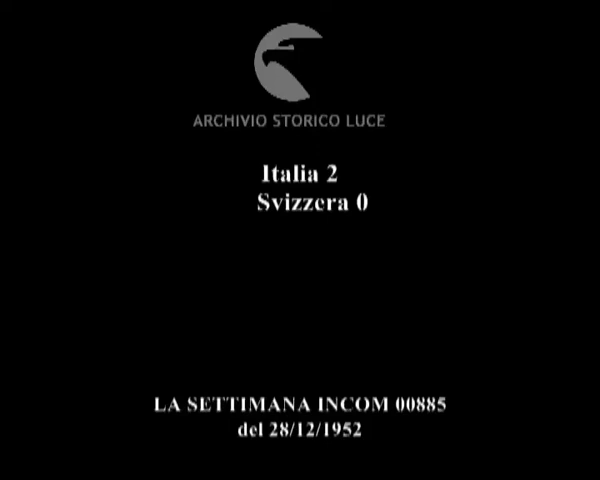 ARCHIVIO STORICO LUCE
Italia 2
Svizzera 0
LA SETTIMANA INCOM 00885
del 28/12/1952